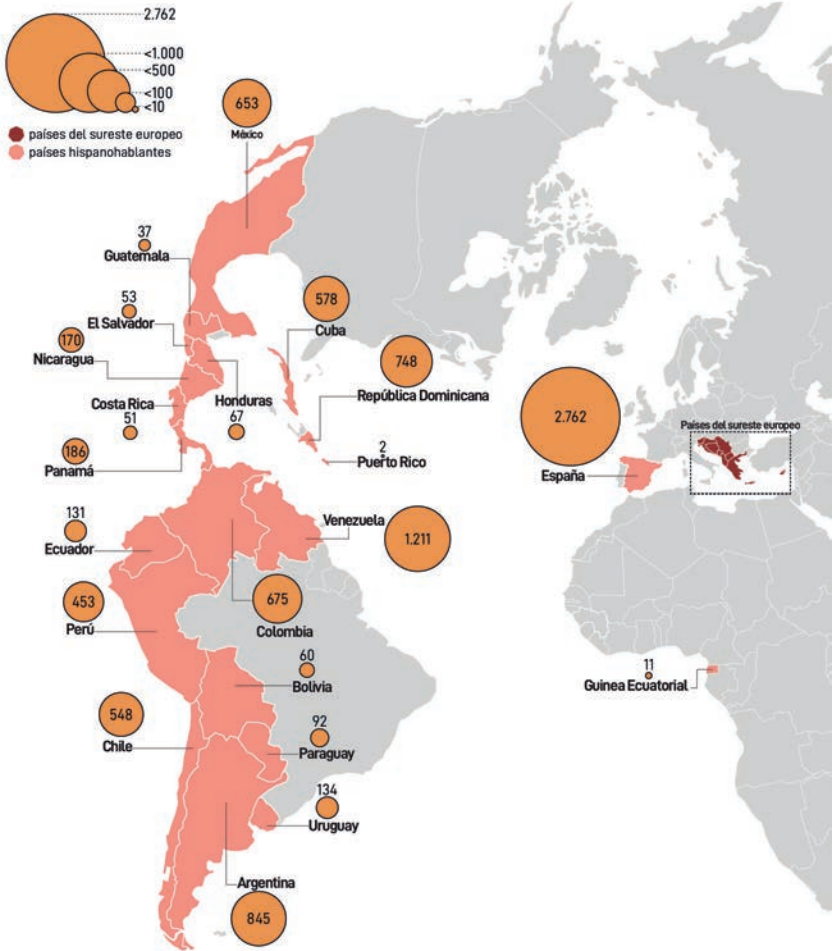 2.762
<1.000
<500
<100
<10
países del sureste europeo
países hispanohablantes
653
México
37
Guatemala
53
El Salvador
170
Nicaragua
Costa Rica
51
186
Panamá
Honduras
67
578
Cuba
748
República Dominicana
2
Puerto Rico
2.762
España
Países del sureste europeo
131
Ecuador
Venezuela
1.211
453
Perú
675
Colombia
60
Bolivia
11
Guinea Ecuatorial
548
Chile
92
Paraguay
134
Uruguay
Argentina
845